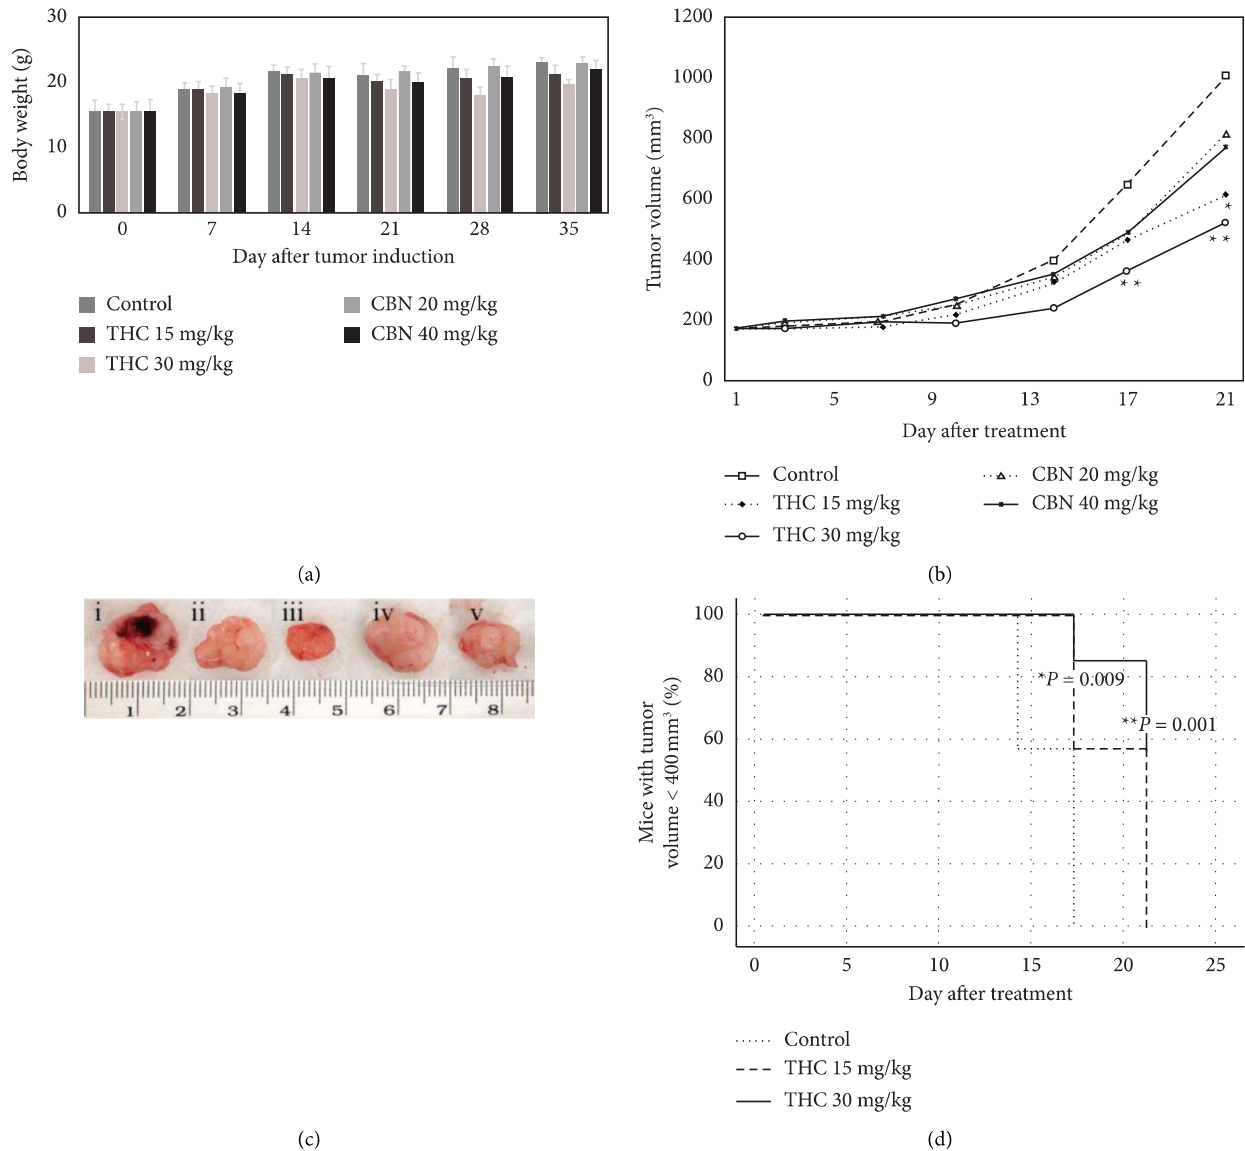 30
20
10
0
Body weight (g)
0 7 14 21 28 35
Day after tumor induction
Control
THC 15 mg/kg
THC 30 mg/kg
CBN 20 mg/kg
CBN 40 mg/kg
(a)
1200
1000
800
600
400
200
0
Tumor volume (mm³)
*
* *
* *
1 5 9 13 17 21
Day after treatment
Control
THC 15 mg/kg
THC 30 mg/kg
CBN 20 mg/kg
CBN 40 mg/kg
(b)
i ii iii iv v
1 2 3 4 5 6 7 8
(c)
100
80
60
40
20
0
Mice with tumor
volume < 400 mm³ (%)
*P = 0.009
**P = 0.001
0 5 10 15 20 25
Day after treatment
Control
THC 15 mg/kg
THC 30 mg/kg
(d)